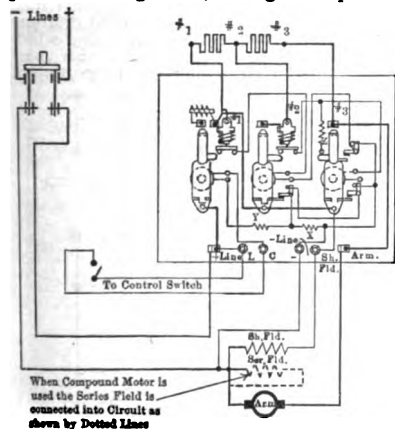 — Lines +
#1 #2 #3
#2
#3
Y
X
-Line
+Line L C - Sh. Fld. Arm.
To Control Switch
Sh. Fld.
Ser. Fld.
When Compound Motor is
used the Series Field is
connected into Circuit as
shown by Dotted Lines
Arm